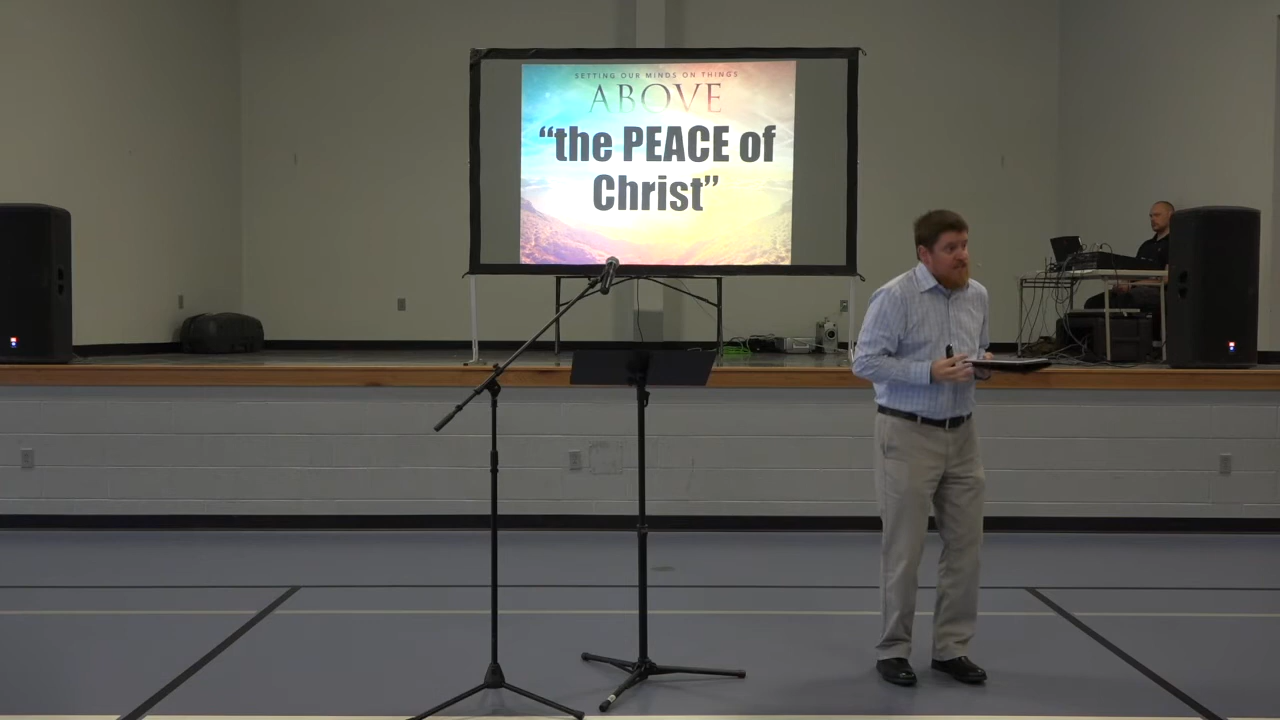 SETTING OUR MINDS ON THINGS
ABOVE
“the PEACE of
Christ”